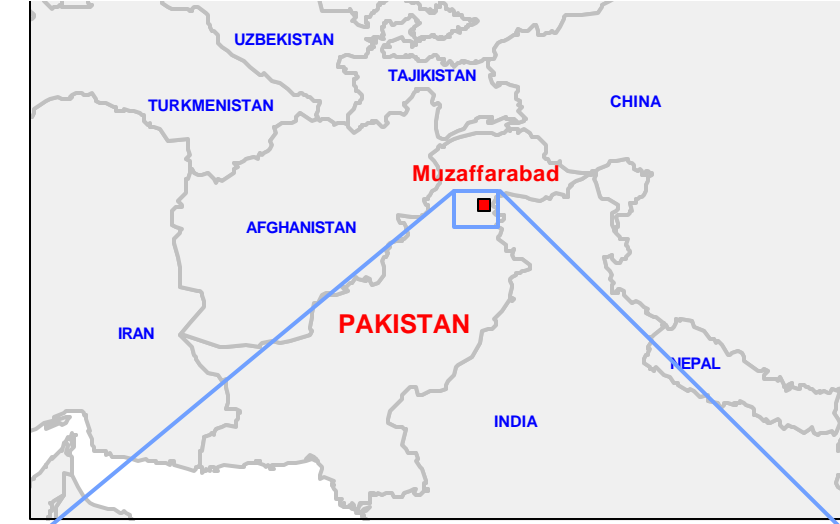 UZBEKISTAN
TAJIKISTAN
TURKMENISTAN
CHINA
Muzaffarabad
AFGHANISTAN
PAKISTAN
IRAN
NEPAL
INDIA